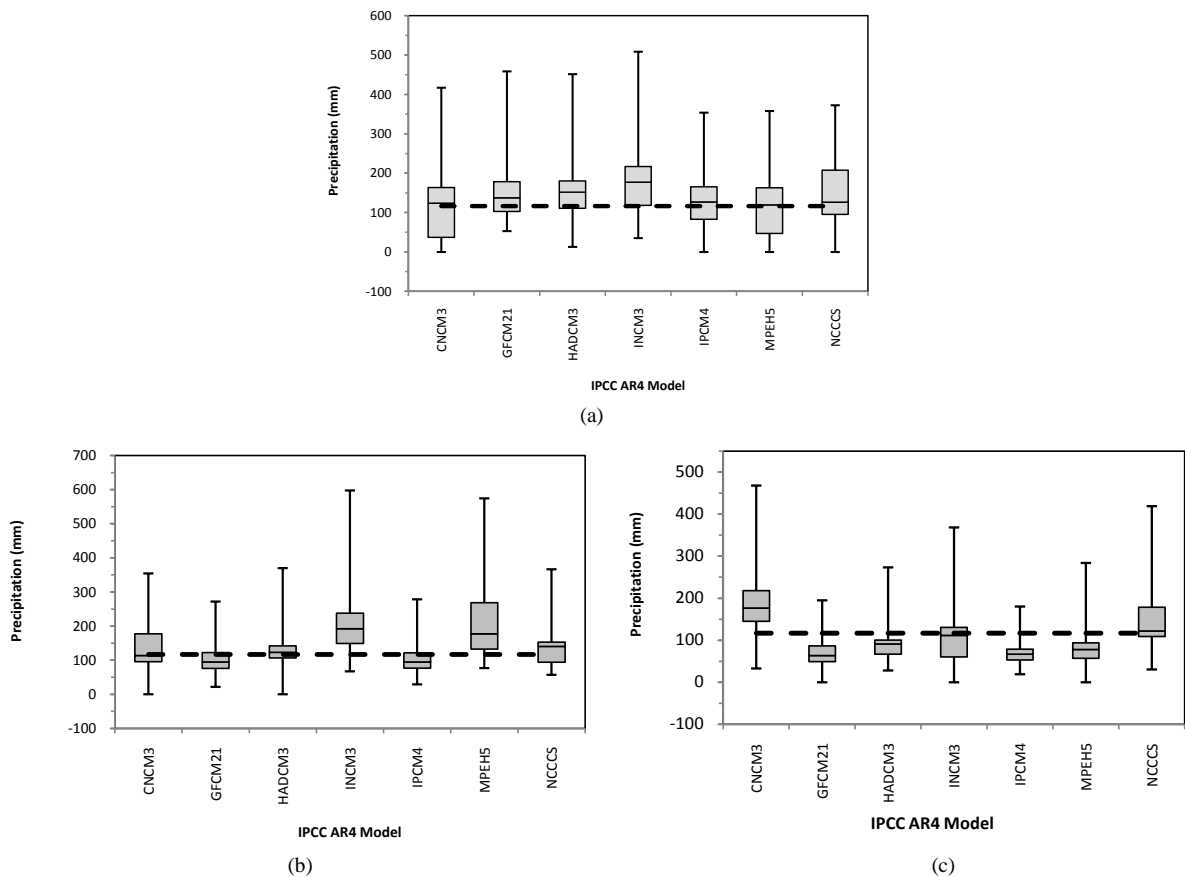 Precipitation (mm)
600
500
400
300
200
100
0
-100
CNCM3
GFCM21
HADCM3
INCM3
IPCM4
MPEH5
NCCCS
IPCC AR4 Model
(a)
Precipitation (mm)
700
600
500
400
300
200
100
0
-100
CNCM3
GFCM21
HADCM3
INCM3
IPCM4
MPEH5
NCCCS
IPCC AR4 Model
(b)
Precipitation (mm)
500
400
300
200
100
0
-100
CNCM3
GFCM21
HADCM3
INCM3
IPCM4
MPEH5
NCCCS
IPCC AR4 Model
(c)